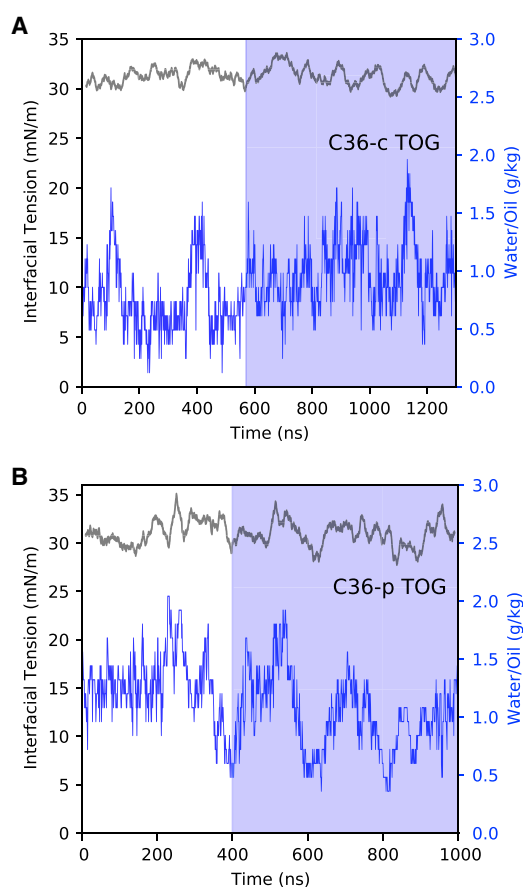 A
35
30
25
20
15
10
5
0
Interfacial Tension (mN/m)
C36-c TOG
3.0
2.5
2.0
1.5
1.0
0.5
0.0
Water/Oil (g/kg)
0 200 400 600 800 1000 1200
Time (ns)
B
35
30
25
20
15
10
5
0
Interfacial Tension (mN/m)
C36-p TOG
3.0
2.5
2.0
1.5
1.0
0.5
0.0
Water/Oil (g/kg)
0 200 400 600 800 1000
Time (ns)